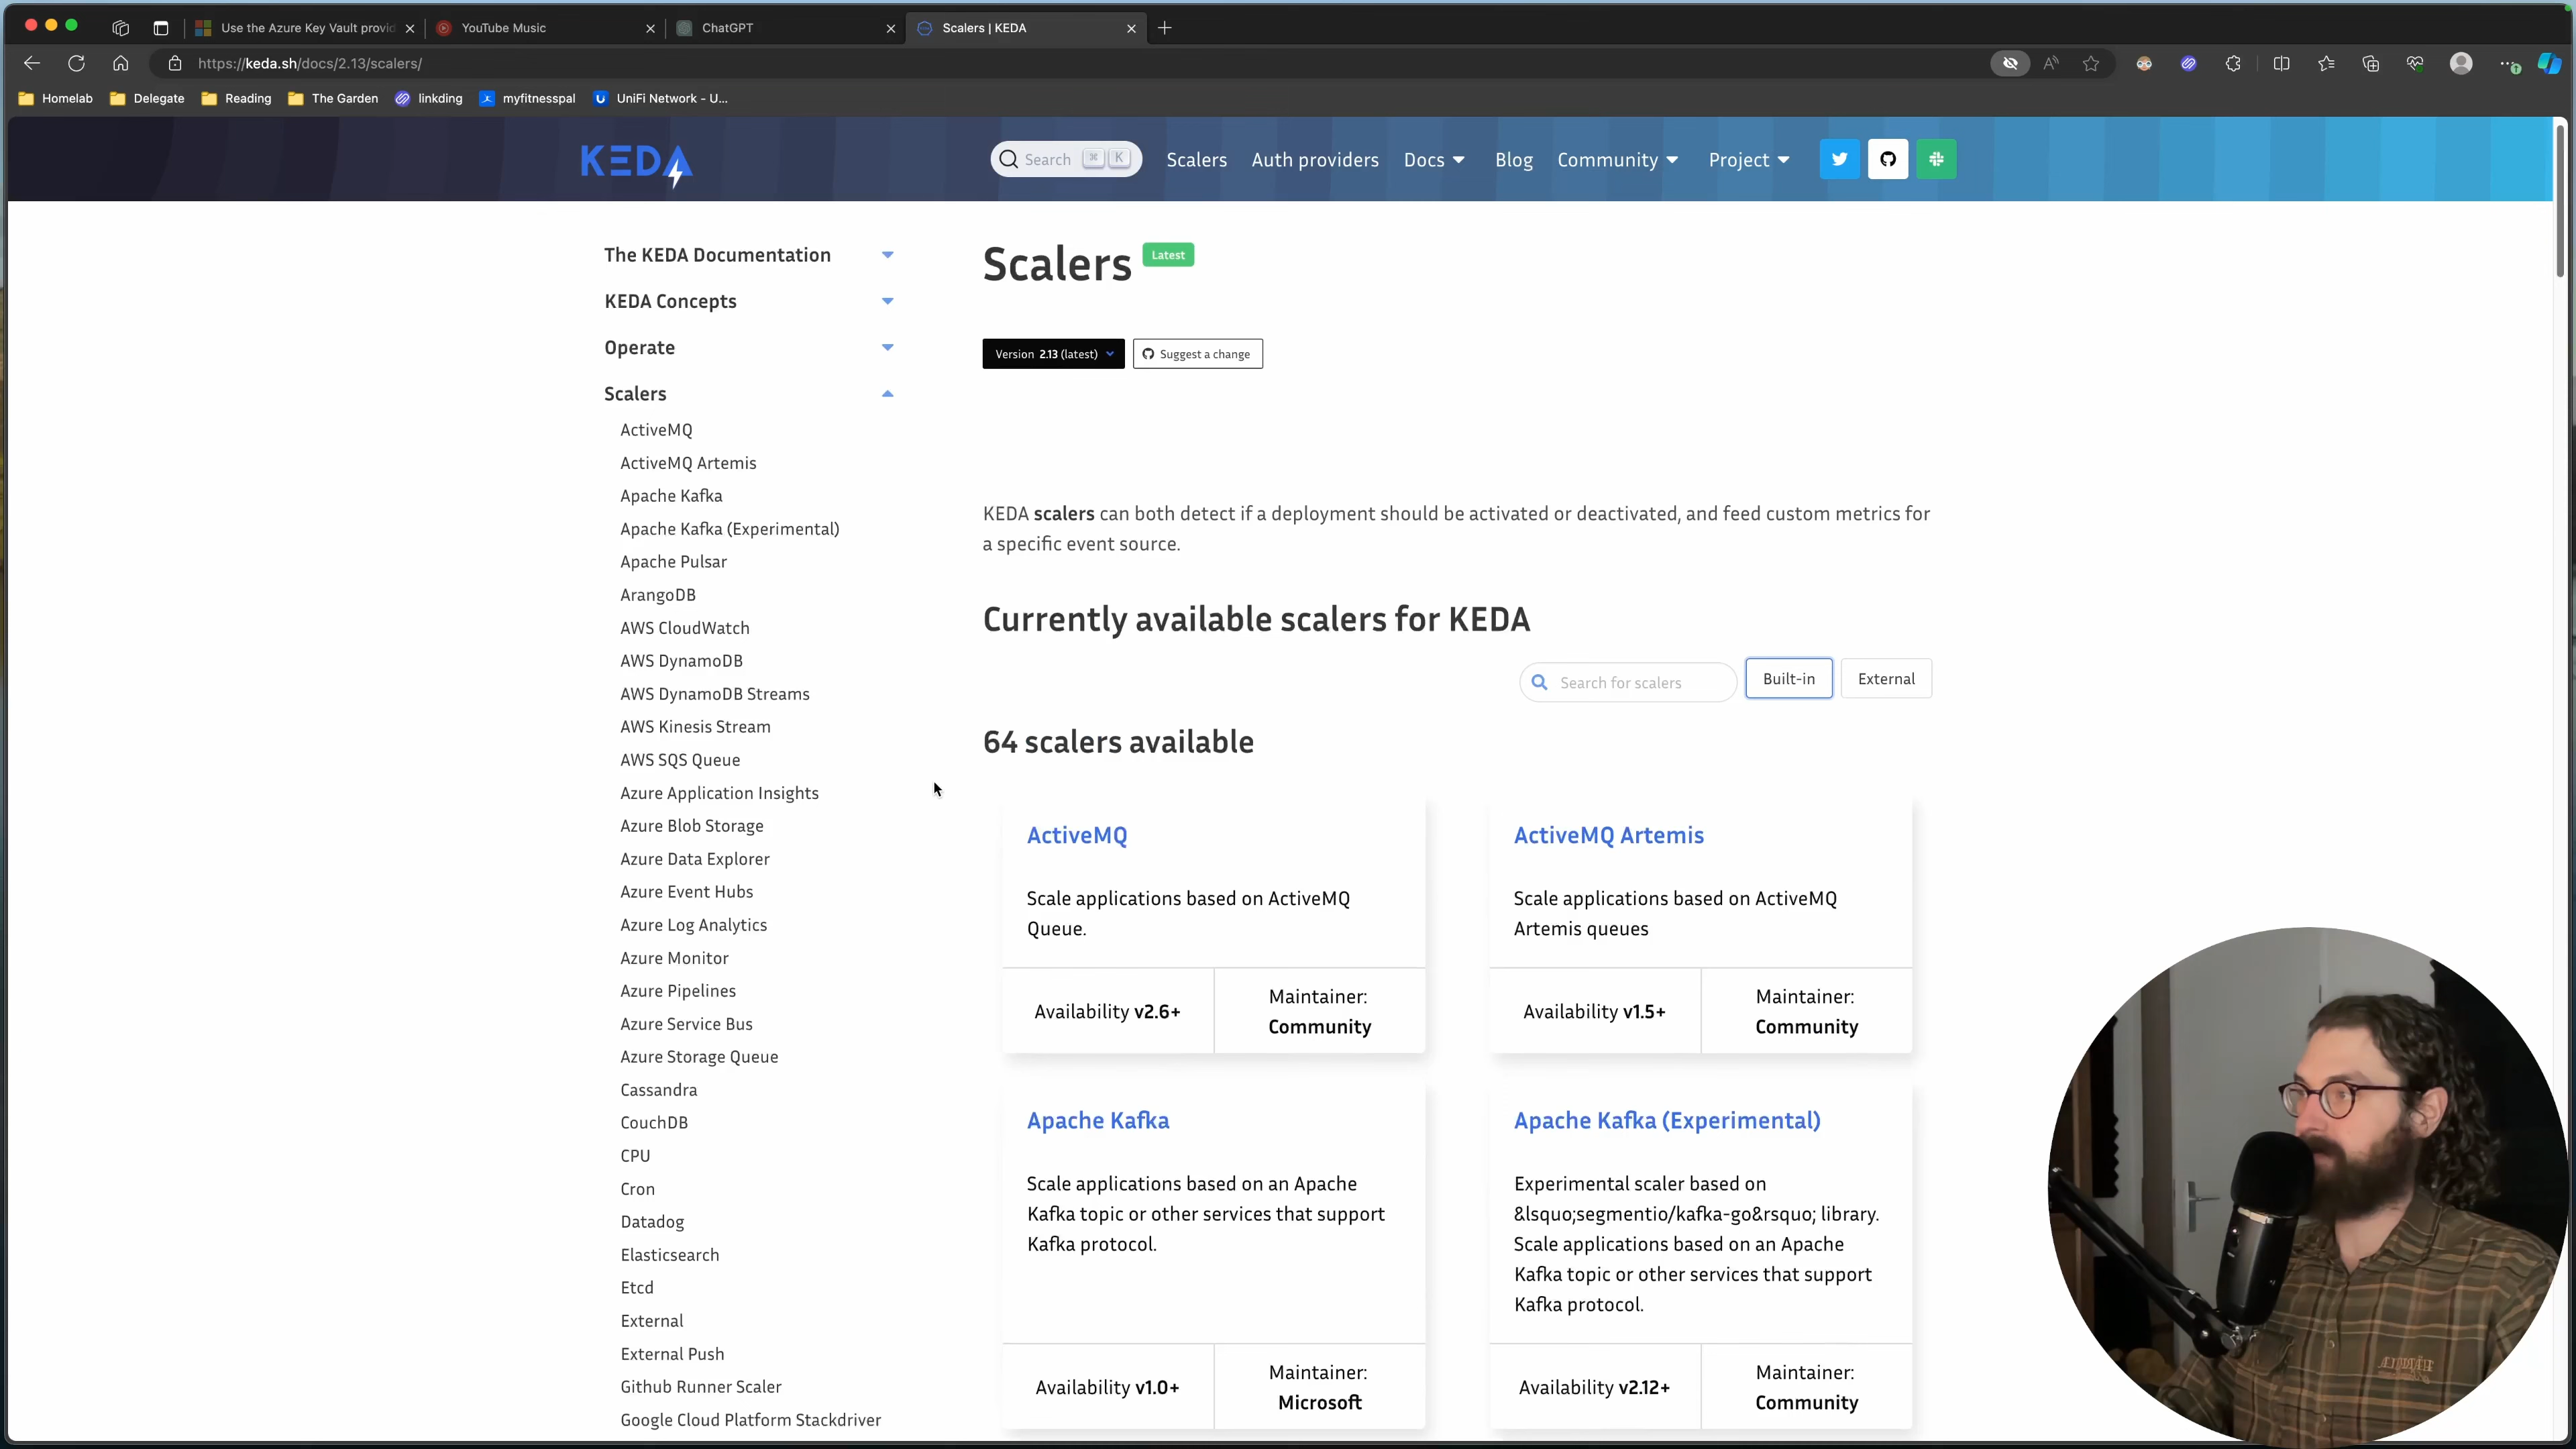 Use the Azure Key Vault provid
YouTube Music
ChatGPT
Scalers | KEDA
https://keda.sh/docs/2.13/scalers/
Homelab
Delegate
Reading
The Garden
linkding
myfitnesspal
UniFi Network - U...
KEDA
Search ⌘ K
Scalers
Auth providers
Docs
Blog
Community
Project
The KEDA Documentation
KEDA Concepts
Operate
Scalers
ActiveMQ
ActiveMQ Artemis
Apache Kafka
Apache Kafka (Experimental)
Apache Pulsar
ArangoDB
AWS CloudWatch
AWS DynamoDB
AWS DynamoDB Streams
AWS Kinesis Stream
AWS SQS Queue
Azure Application Insights
Azure Blob Storage
Azure Data Explorer
Azure Event Hubs
Azure Log Analytics
Azure Monitor
Azure Pipelines
Azure Service Bus
Azure Storage Queue
Cassandra
CouchDB
CPU
Cron
Datadog
Elasticsearch
Etcd
External
External Push
Github Runner Scaler
Google Cloud Platform Stackdriver
Scalers Latest
Version 2.13 (latest)
Suggest a change
KEDA scalers can both detect if a deployment should be activated or deactivated, and feed custom metrics for
a specific event source.
Currently available scalers for KEDA
Search for scalers
Built-in
External
64 scalers available
ActiveMQ
Scale applications based on ActiveMQ
Queue.
Availability v2.6+
Maintainer:
Community
ActiveMQ Artemis
Scale applications based on ActiveMQ
Artemis queues
Availability v1.5+
Maintainer:
Community
Apache Kafka
Scale applications based on an Apache
Kafka topic or other services that support
Kafka protocol.
Availability v1.0+
Maintainer:
Microsoft
Apache Kafka (Experimental)
Experimental scaler based on
&lsquo;segmentio/kafka-go&rsquo; library.
Scale applications based on an Apache
Kafka topic or other services that support
Kafka protocol.
Availability v2.12+
Maintainer:
Community